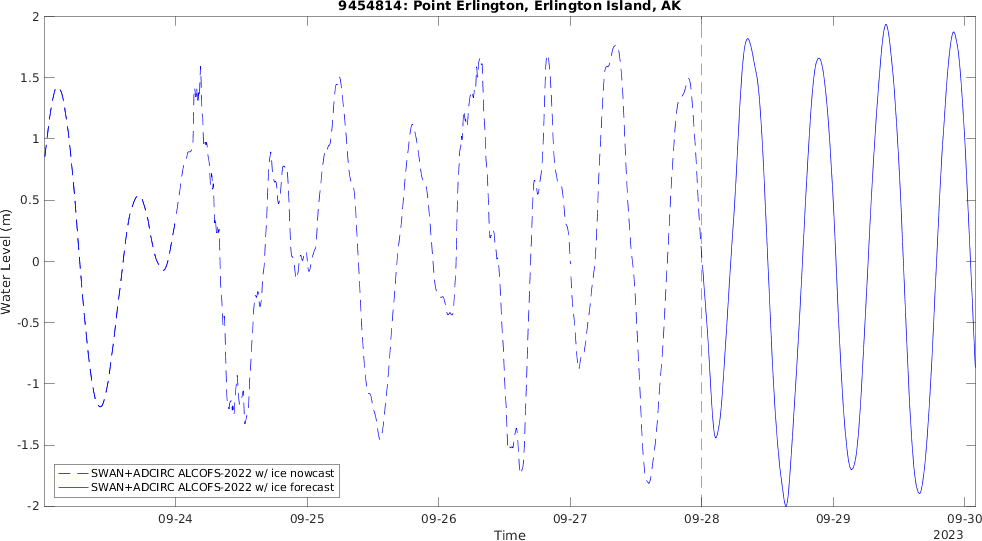 9454814: Point Erlington, Erlington Island, AK
Water Level (m)
2
1.5
1
0.5
0
-0.5
-1
-1.5
-2
SWAN+ADCIRC ALCOFS-2022 w/ ice nowcast
SWAN+ADCIRC ALCOFS-2022 w/ ice forecast
09-24 09-25 09-26 09-27 09-28 09-29 09-30
Time
2023